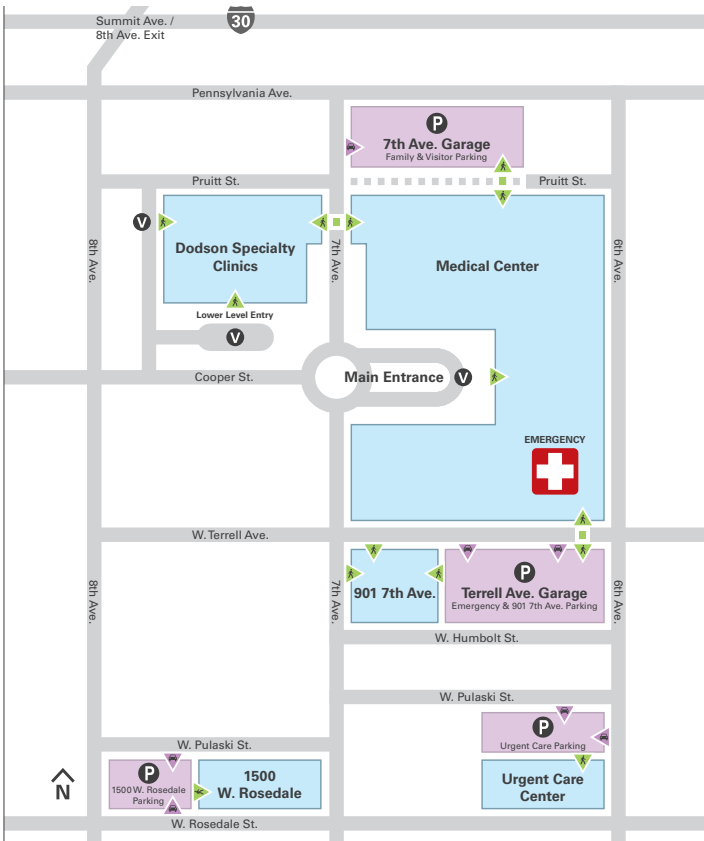 Summit Ave. /
8th Ave. Exit
30
Pennsylvania Ave.
P
7th Ave. Garage
Family & Visitor Parking
Pruitt St.
Pruitt St.
V
8th Ave.
Dodson Specialty
Clinics
7th Ave.
Medical Center
6th Ave.
Lower Level Entry
V
Cooper St.
Main Entrance
V
EMERGENCY
W. Terrell Ave.
8th Ave.
7th Ave.
901 7th Ave.
P
Terrell Ave. Garage
Emergency & 901 7th Ave. Parking
6th Ave.
W. Humbolt St.
W. Pulaski St.
P
Urgent Care Parking
W. Pulaski St.
N
P
1500 W. Rosedale
Parking
1500
W. Rosedale
Urgent Care
Center
W. Rosedale St.